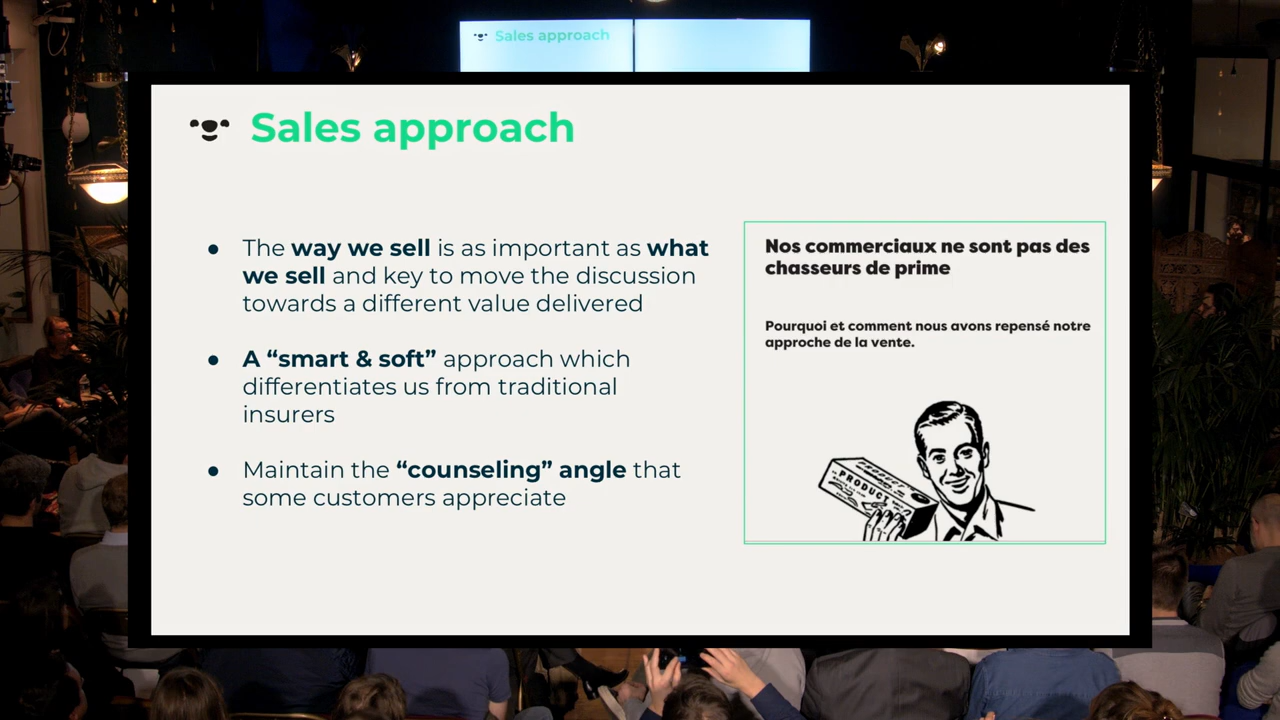 Sales approach
Sales approach
● The way we sell is as important as what
we sell and key to move the discussion
towards a different value delivered
● A “smart & soft” approach which
differentiates us from traditional
insurers
● Maintain the “counseling” angle that
some customers appreciate
Nos commerciaux ne sont pas des
chasseurs de prime
Pourquoi et comment nous avons repensé notre
approche de la vente.
PRODUCT